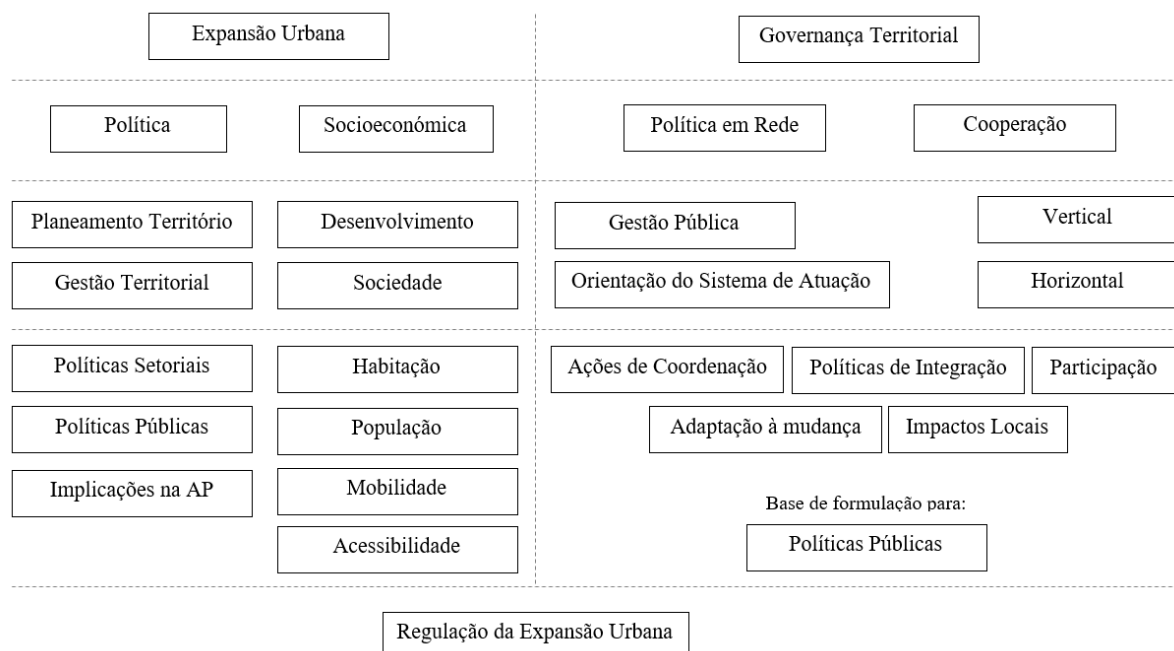 Expansão Urbana
Governança Territorial
Política
Socioeconómica
Política em Rede
Cooperação
Planeamento Território
Desenvolvimento
Gestão Pública
Vertical
Gestão Territorial
Sociedade
Orientação do Sistema de Atuação
Horizontal
Políticas Setoriais
Habitação
Ações de Coordenação
Políticas de Integração
Participação
Políticas Públicas
População
Adaptação à mudança
Impactos Locais
Implicações na AP
Mobilidade
Base de formulação para:
Acessibilidade
Políticas Públicas
Regulação da Expansão Urbana